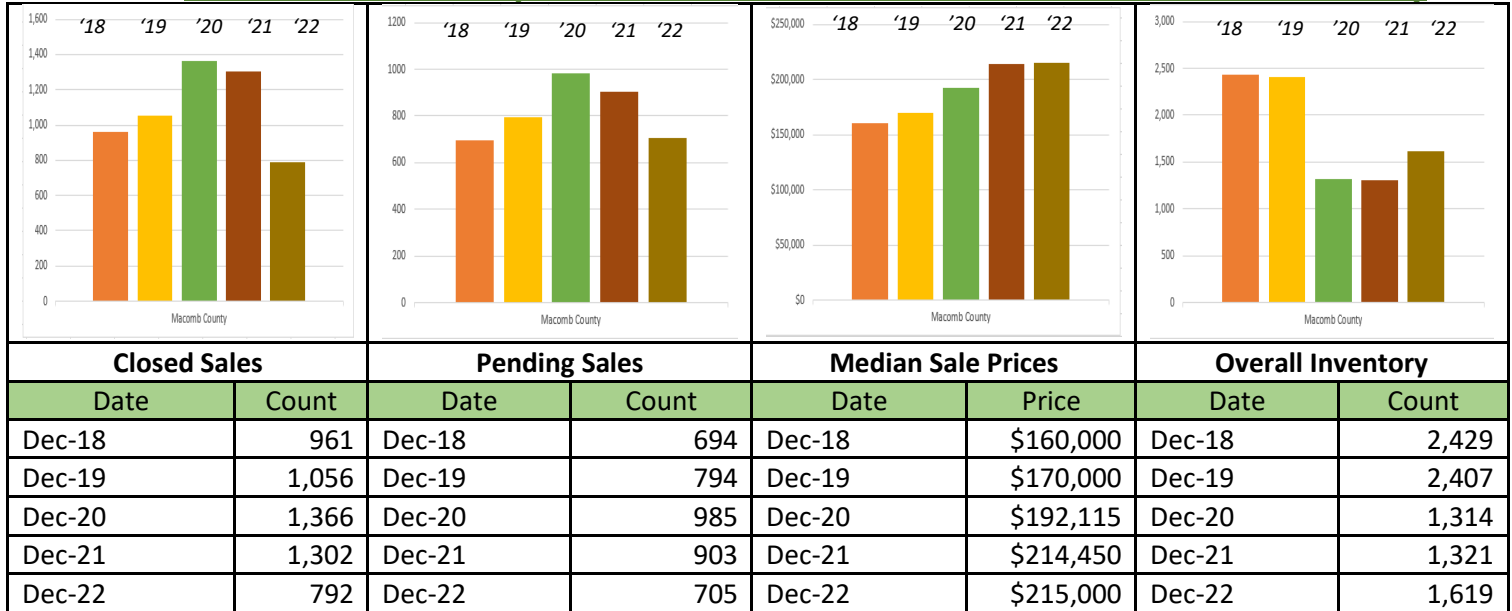 ‘18 ‘19 ‘20 ‘21 ‘22
1,600
1,400
1,200
1,000
800
600
400
200
0
Macomb County
‘18 ‘19 ‘20 ‘21 ‘22
1200
1000
800
600
400
200
0
Macomb County
‘18 ‘19 ‘20 ‘21 ‘22
$250,000
$200,000
$150,000
$100,000
$50,000
$0
Macomb County
‘18 ‘19 ‘20 ‘21 ‘22
3,000
2,500
2,000
1,500
1,000
500
0
Macomb County
Closed Sales Pending Sales Median Sale Prices Overall Inventory
Date Count Date Count Date Price Date Count
Dec-18 961 Dec-18 694 Dec-18 $160,000 Dec-18 2,429
Dec-19 1,056 Dec-19 794 Dec-19 $170,000 Dec-19 2,407
Dec-20 1,366 Dec-20 985 Dec-20 $192,115 Dec-20 1,314
Dec-21 1,302 Dec-21 903 Dec-21 $214,450 Dec-21 1,321
Dec-22 792 Dec-22 705 Dec-22 $215,000 Dec-22 1,619